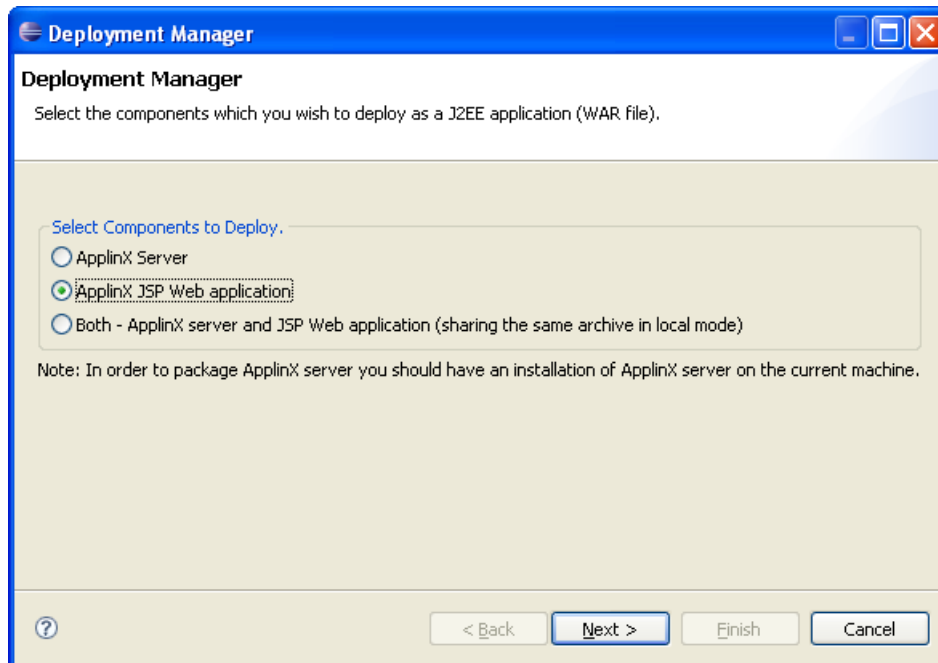 Deployment Manager
Deployment Manager
Select the components which you wish to deploy as a J2EE application (WAR file).
Select Components to Deploy.
ApplinX Server
ApplinX JSP Web application
Both - ApplinX server and JSP Web application (sharing the same archive in local mode)
Note: In order to package ApplinX server you should have an installation of ApplinX server on the current machine.
? < Back Next > Finish Cancel